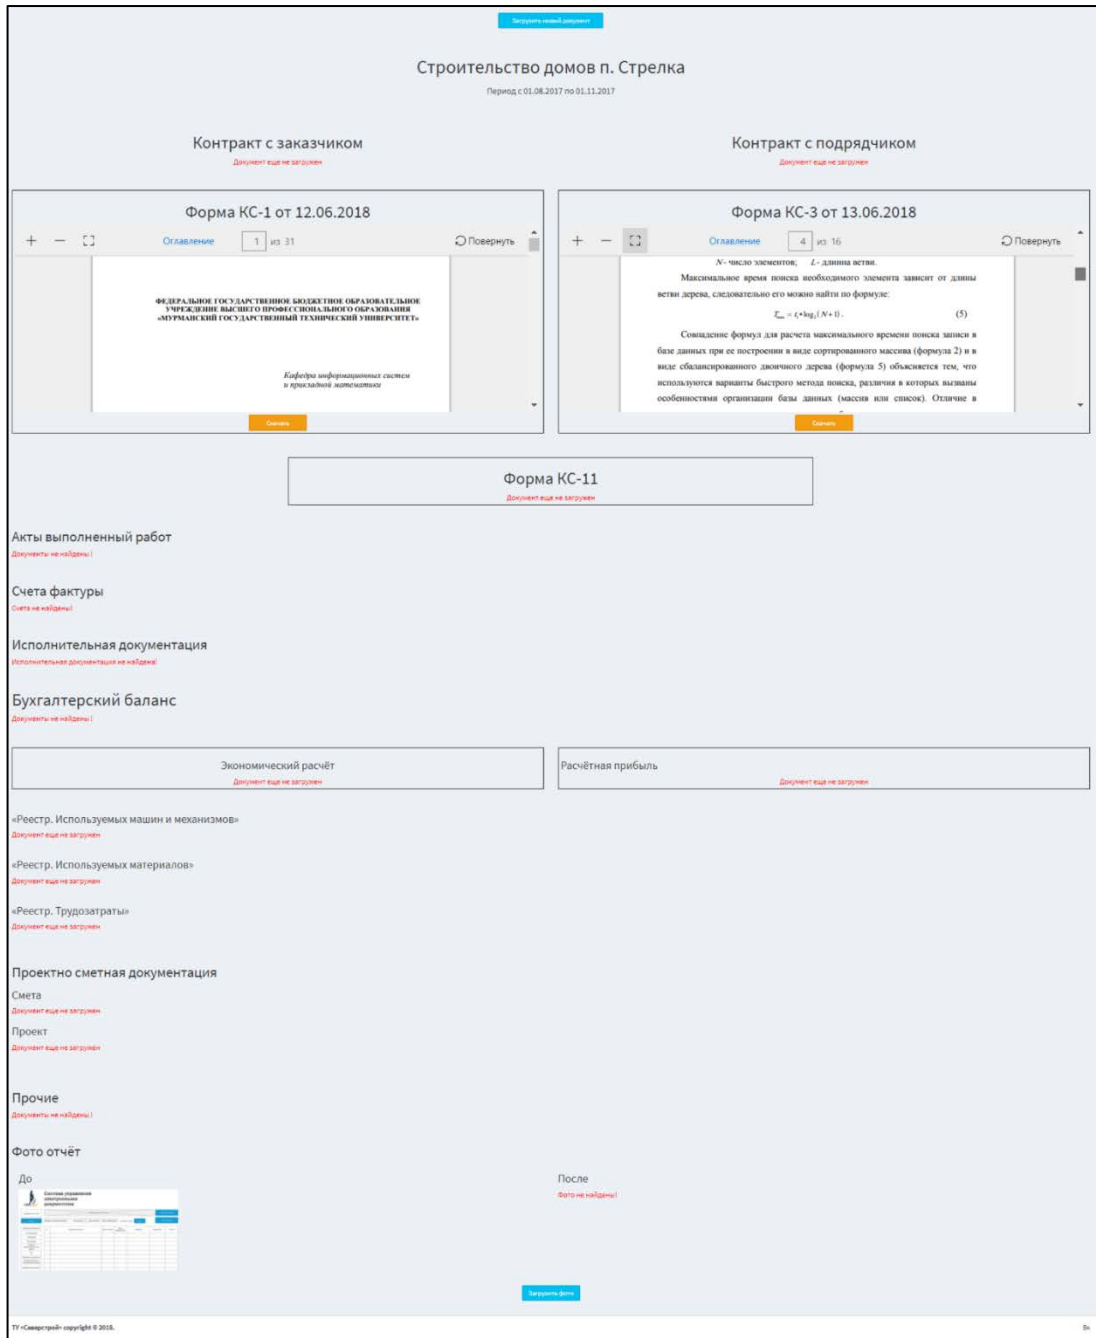 Загрузить новый документ
Строительство домов п. Стрелка
Период с 01.08.2017 по 01.11.2017
Контракт с заказчиком
Документ еще не загружен
Контракт с подрядчиком
Документ еще не загружен
Форма КС-1 от 12.06.2018
Оглавление 1 из 31 Повернуть
ФЕДЕРАЛЬНОЕ ГОСУДАРСТВЕННОЕ БЮДЖЕТНОЕ ОБРАЗОВАТЕЛЬНОЕ
УЧРЕЖДЕНИЕ ВЫСШЕГО ПРОФЕССИОНАЛЬНОГО ОБРАЗОВАНИЯ
«МУРМАНСКИЙ ГОСУДАРСТВЕННЫЙ ТЕХНИЧЕСКИЙ УНИВЕРСИТЕТ»
Кафедра информационных систем
и прикладной математики
Скачать
Форма КС-3 от 13.06.2018
Оглавление 4 из 16 Повернуть
N- число элементов; L- длинна ветви.
Максимальное время поиска необходимого элемента зависит от длины
ветви дерева, следовательно его можно найти по формуле:
(5)
Совпадение формул для расчета максимального времени поиска записи в
базе данных при ее построении в виде сортированного массива (формула 2) и в
виде сбалансированного двоичного дерева (формула 5) объясняется тем, что
используются варианты быстрого метода поиска, различия в которых вызваны
особенностями организации базы данных (массив или список). Отличие в
Скачать
Форма КС-11
Документ еще не загружен
Акты выполненный работ
Документы не найдены!
Счета фактуры
Счета не найдены!
Исполнительная документация
Исполнительная документация не найдена!
Бухгалтерский баланс
Документы не найдены!
Экономический расчёт
Документ еще не загружен
Расчётная прибыль
Документ еще не загружен
«Реестр. Используемых машин и механизмов»
Документ еще не загружен
«Реестр. Используемых материалов»
Документ еще не загружен
«Реестр. Трудозатраты»
Документ еще не загружен
Проектно сметная документация
Смета
Документ еще не загружен
Проект
Документ еще не загружен
Прочие
Документы не найдены!
Фото отчёт
До
Система управления
электронными
документами
После
Фото не найдены!
Загрузить фото
ТУ «Северстрой» copyright © 2018.